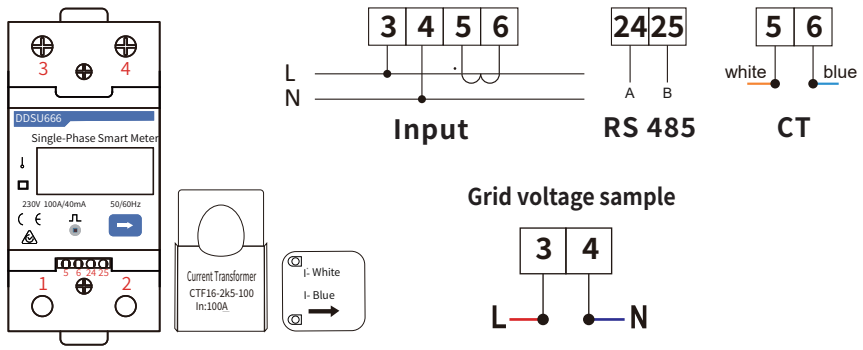 3 4
DDSU666
Single-Phase Smart Meter
230V 100A/40mA 50/60Hz
CE
5 6 24 25
1 2
Current Transformer
CTF16-2k5-100
In:100A
I- White
I- Blue
3 4 5 6
L
N
Input
24 25
A B
RS 485
5 6
white blue
CT
Grid voltage sample
3 4
L N